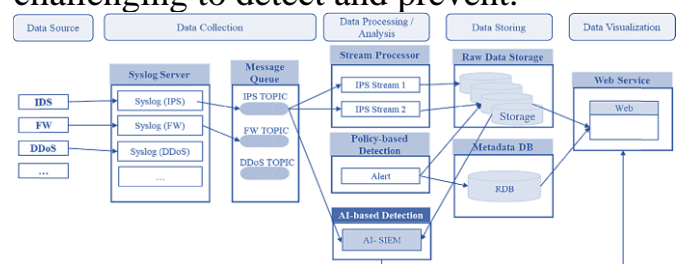 challenging to detect and prevent.
Data Source
Data Collection
Data Processing /
Analysis
Data Storing
Data Visualization
Syslog Server
Syslog (IPS)
Syslog (FW)
Syslog (DDoS)
…
IDS
FW
DDoS
…
Message
Queue
IPS TOPIC
FW TOPIC
DDoS TOPIC
Stream Processor
IPS Stream 1
IPS Stream 2
Policy-based
Detection
Alert
AI-based Detection
AI- SIEM
Raw Data Storage
Storage
Metadata DB
RDB
Web Service
Web